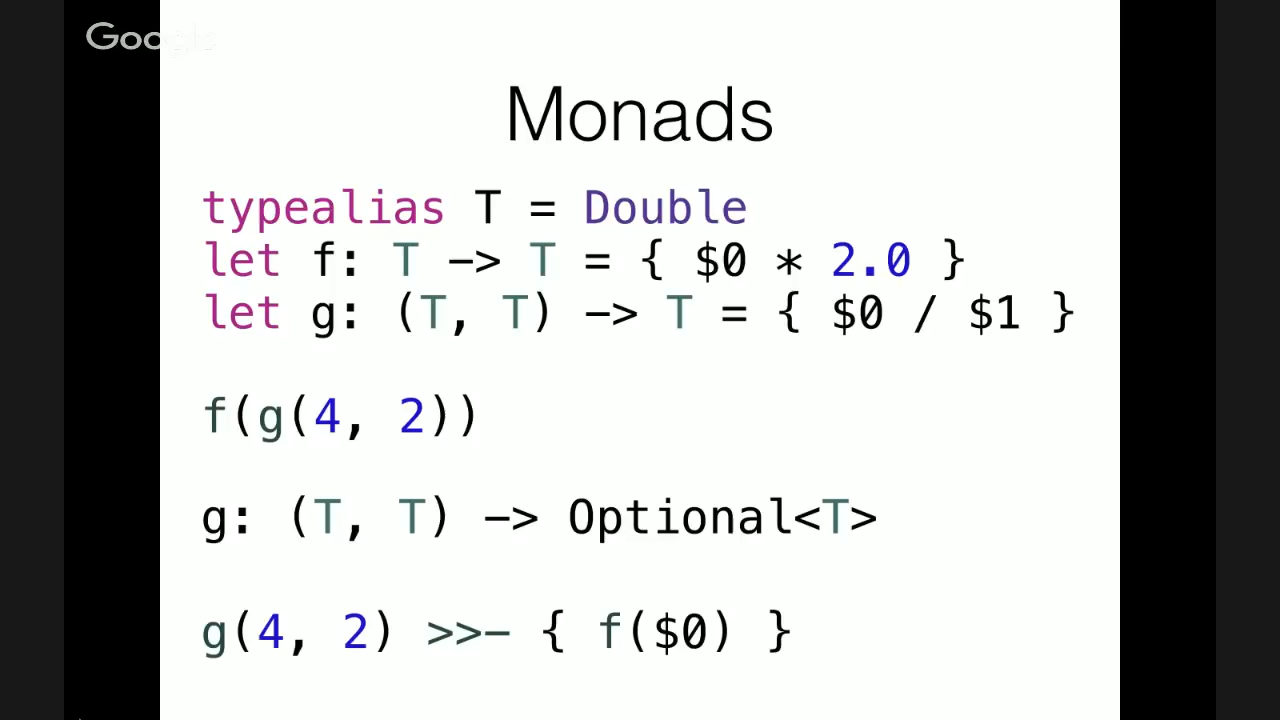 Google
Monads
typealias T = Double
let f: T -> T = { $0 * 2.0 }
let g: (T, T) -> T = { $0 / $1 }
f(g(4, 2))
g: (T, T) -> Optional<T>
g(4, 2) >>- { f($0) }